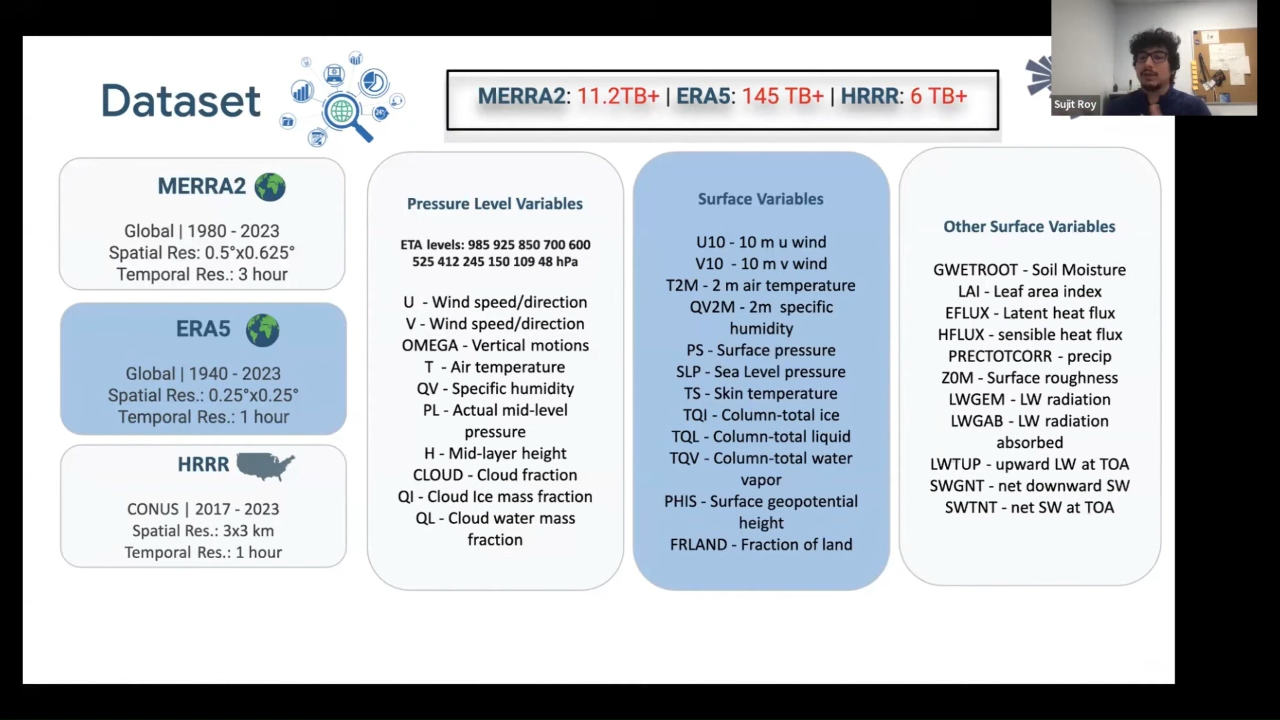 Dataset
MERRA2: 11.2TB+ | ERA5: 145 TB+ | HRRR: 6 TB+
Sujit Roy
MERRA2
Global | 1980 - 2023
Spatial Res: 0.5°x0.625°
Temporal Res.: 3 hour
ERA5
Global | 1940 - 2023
Spatial Res.: 0.25°x0.25°
Temporal Res.: 1 hour
HRRR
CONUS | 2017 - 2023
Spatial Res.: 3x3 km
Temporal Res.: 1 hour
Pressure Level Variables
ETA levels: 985 925 850 700 600
525 412 245 150 109 48 hPa
U - Wind speed/direction
V - Wind speed/direction
OMEGA - Vertical motions
T - Air temperature
QV - Specific humidity
PL - Actual mid-level
pressure
H - Mid-layer height
CLOUD - Cloud fraction
QI - Cloud Ice mass fraction
QL - Cloud water mass
fraction
Surface Variables
U10 - 10 m u wind
V10 - 10 m v wind
T2M - 2 m air temperature
QV2M - 2m specific
humidity
PS - Surface pressure
SLP - Sea Level pressure
TS - Skin temperature
TQI - Column-total ice
TQL - Column-total liquid
TQV - Column-total water
vapor
PHIS - Surface geopotential
height
FRLAND - Fraction of land
Other Surface Variables
GWETROOT - Soil Moisture
LAI - Leaf area index
EFLUX - Latent heat flux
HFLUX - sensible heat flux
PRECTOTCORR - precip
Z0M - Surface roughness
LWGEM - LW radiation
LWGAB - LW radiation
absorbed
LWTUP - upward LW at TOA
SWGNT - net downward SW
SWTNT - net SW at TOA